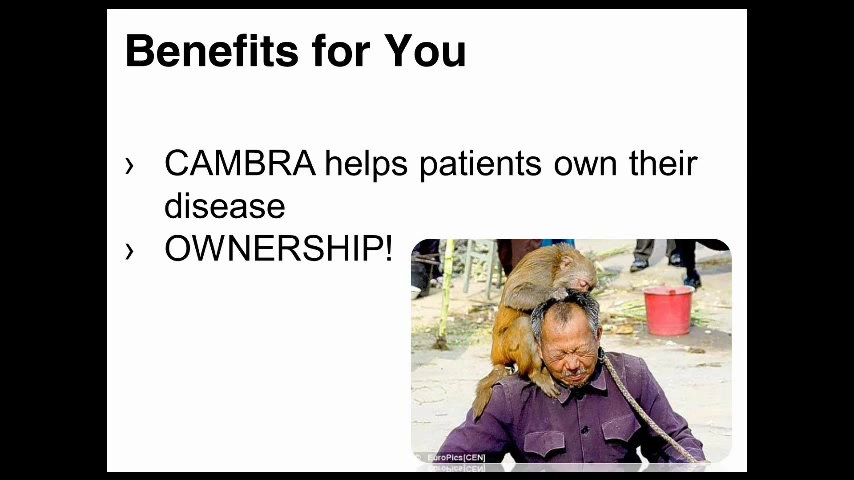 Benefits for You
› CAMBRA helps patients own their
disease
› OWNERSHIP!
EuroPics[CEN]